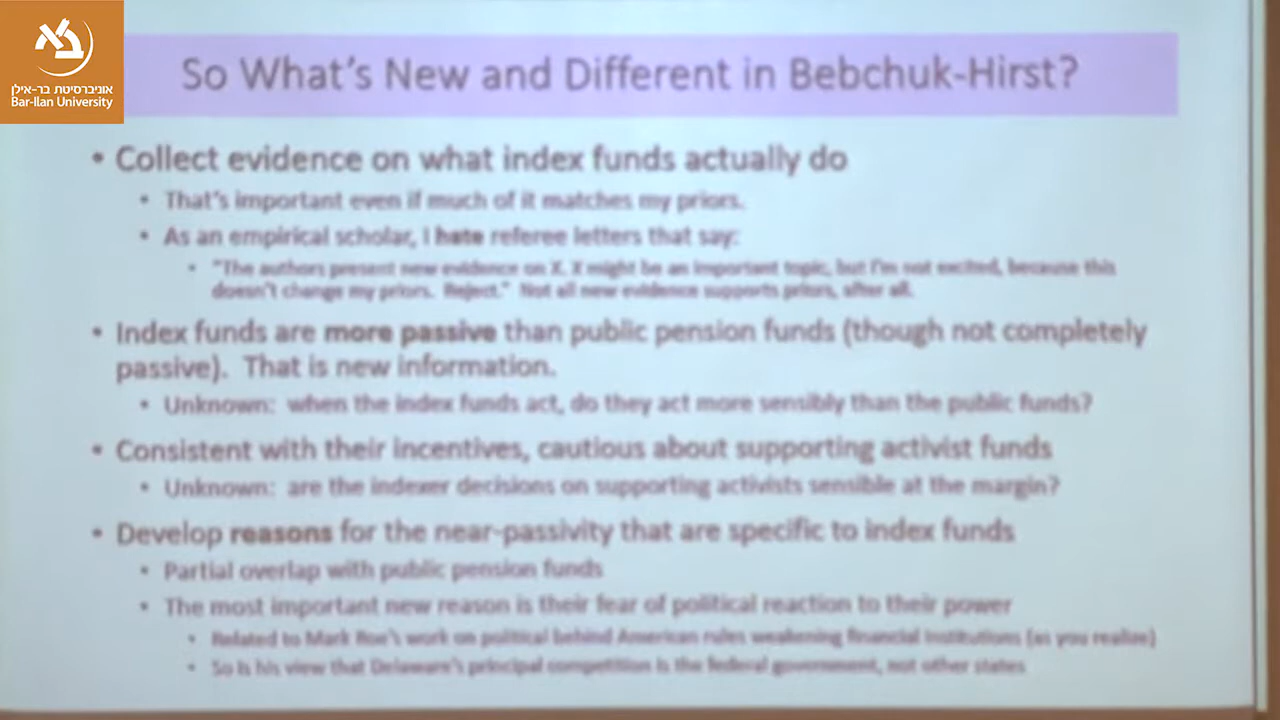 אוניברסיטת בר-אילן
Bar-Ilan University
So What's New and Different in Bebchuk-Hirst?
• Collect evidence on what index funds actually do
• That's important even if much of it matches my priors.
• As an empirical scholar, I hate referee letters that say:
• "The authors present new evidence on X. X might be an important topic, but I'm not excited, because this
doesn't change my priors. Reject." Not all new evidence supports priors, after all.
• Index funds are more passive than public pension funds (though not completely
passive). That is new information.
• Unknown: when the index funds act, do they act more sensibly than the public funds?
• Consistent with their incentives, cautious about supporting activist funds
• Unknown: are the indexer decisions on supporting activists sensible at the margin?
• Develop reasons for the near-passivity that are specific to index funds
• Partial overlap with public pension funds
• The most important new reason is their fear of political reaction to their power
• Related to Mark Roe's work on political behind American rules weakening financial institutions (as you realize)
• So is his view that Delaware's principal competition is the federal government, not other states